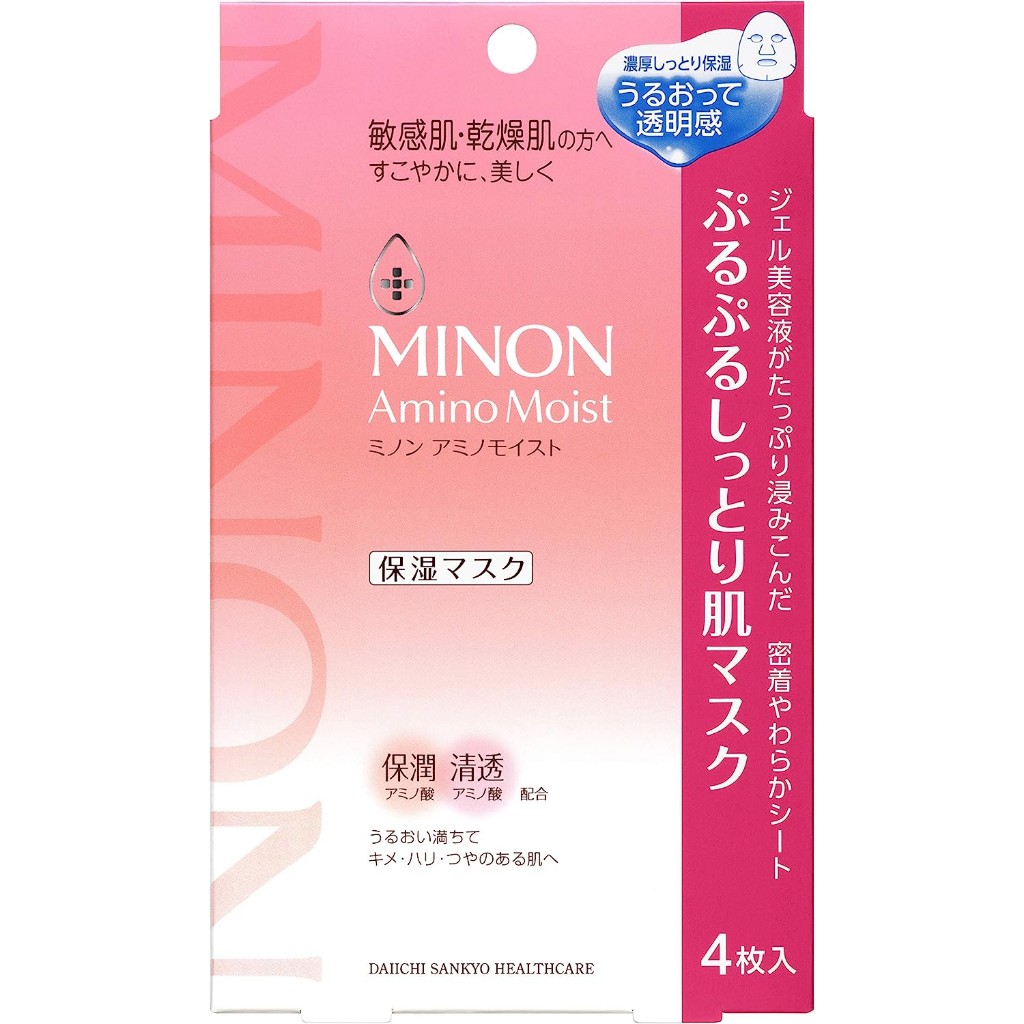 MINON
敏感肌・乾燥肌の方へ
すこやかに、美しく
MINON
Amino Moist
ミノン アミノモイスト
保湿マスク
保潤 清透
アミノ酸 アミノ酸 配合
うるおい満ちて
キメ・ハリ・つやのある肌へ
DAIICHI SANKYO HEALTHCARE
濃厚しっとり保湿
うるおって
透明感
ジェル美容液がたっぷり浸みこんだ 密着やわらかシート
ぷるぷるしっとり肌マスク
4枚入